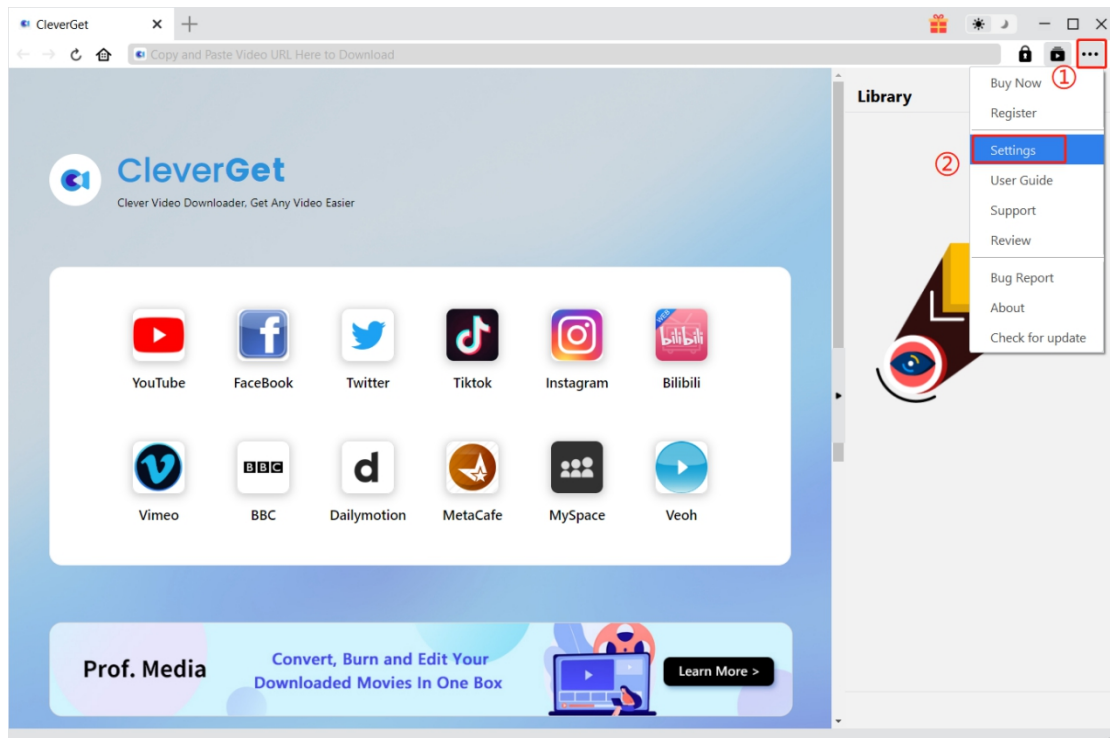 CleverGet
Copy and Paste Video URL Here to Download
①
Buy Now
Register
②
Settings
User Guide
Support
Review
Bug Report
About
Check for update
Library
CleverGet
Clever Video Downloader, Get Any Video Easier
WEB
bilibili
YouTube
FaceBook
Twitter
Tiktok
Instagram
Bilibili
BBC
d
Vimeo
BBC
Dailymotion
MetaCafe
MySpace
Veoh
Prof. Media
Convert, Burn and Edit Your
Downloaded Movies In One Box
Learn More >